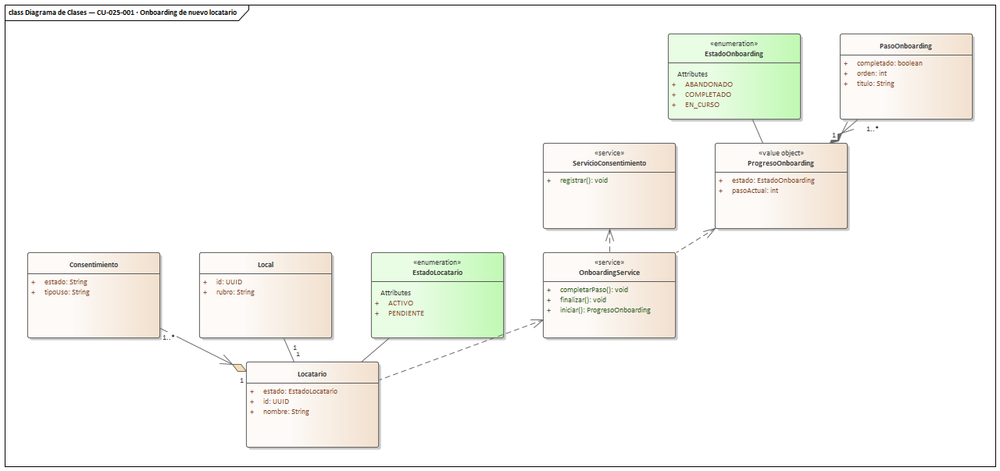 class Diagrama de Clases — CU-025-001 · Onboarding de nuevo locatario
«enumeration»
EstadoOnboarding
Attributes
+ ABANDONADO
+ COMPLETADO
+ EN_CURSO
PasoOnboarding
+ completado: boolean
+ orden: int
+ titulo: String
1
1..*
«service»
ServicioConsentimiento
+ registrar(): void
«value object»
ProgresoOnboarding
+ estado: EstadoOnboarding
+ pasoActual: int
Consentimiento
+ estado: String
+ tipoUso: String
Local
+ id: UUID
+ rubro: String
«enumeration»
EstadoLocatario
Attributes
+ ACTIVO
+ PENDIENTE
«service»
OnboardingService
+ completarPaso(): void
+ finalizar(): void
+ iniciar(): ProgresoOnboarding
1..*
1
1
1
Locatario
+ estado: EstadoLocatario
+ id: UUID
+ nombre: String